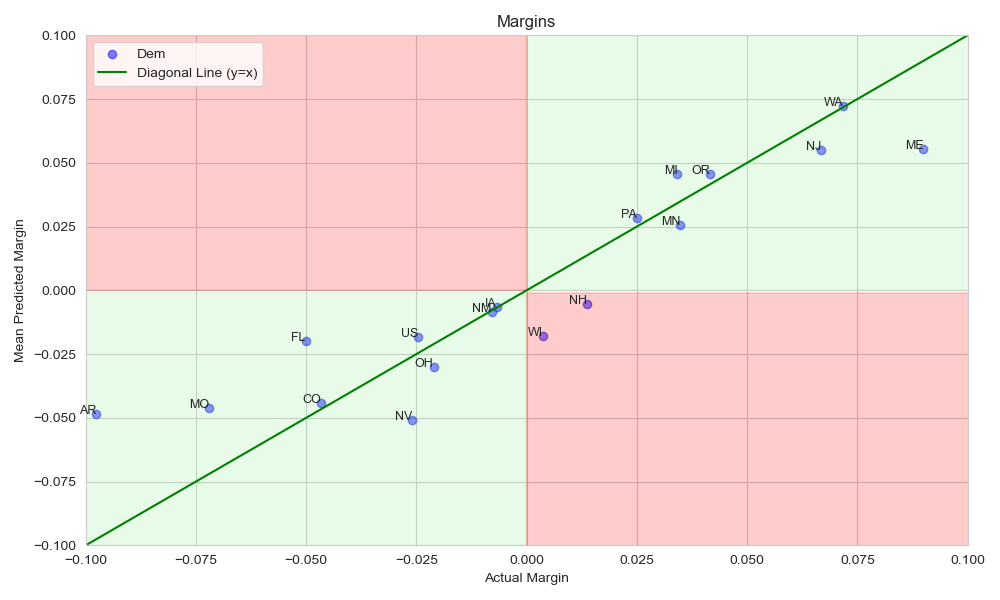 Margins
0.100
0.075
0.050
0.025
0.000
−0.025
−0.050
−0.075
−0.100
Mean Predicted Margin
Dem
Diagonal Line (y=x)
WA
NJ
ME
MI
OR
PA
MN
IA
NM
NH
WI
FL
US
OH
CO
MO
AR
NV
−0.100
−0.075
−0.050
−0.025
0.000
0.025
0.050
0.075
0.100
Actual Margin